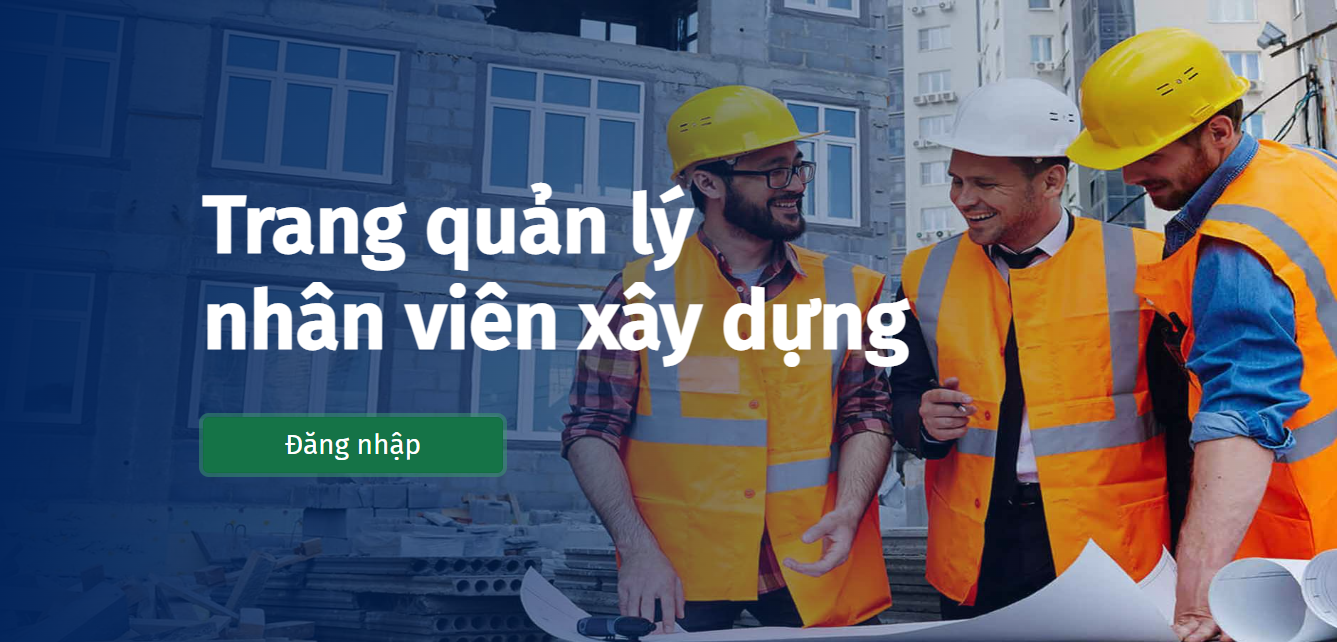 Trang quản lý
nhân viên xây dựng
Đăng nhập